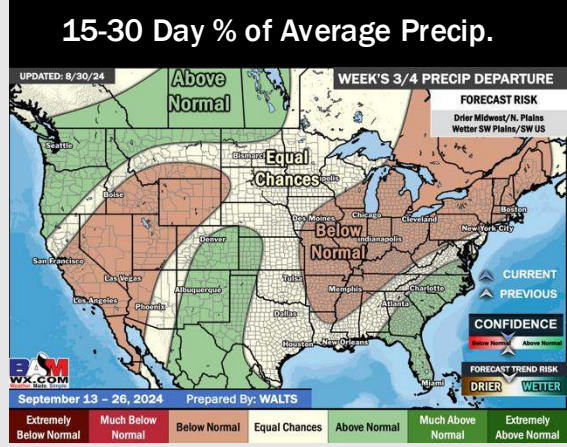 15-30 Day % of Average Precip.
UPDATED: 8/30/24
WEEK'S 3/4 PRECIP DEPARTURE
FORECAST RISK
Drier Midwest/N. Plains
Wetter SW Plains/SW US
Above
Normal
Seattle
Bismarck
Equal
Chances
Boise
Des Moines
Chicago
Cleveland
Boston
New York City
Below
Normal
Indianapolis
San Francisco
Denver
Las Vegas
Los Angeles
Phoenix
Albuquerque
Tulsa
Memphis
Charlotte
Atlanta
Dallas
Houston
New Orleans
Miami
CURRENT
PREVIOUS
CONFIDENCE
Below Normal
Above Normal
FORECAST TREND RISK
DRIER
WETTER
BAM
WX.COM
Weather Made Simple
September 13 – 26, 2024
Prepared By: WALTS
Extremely
Below Normal
Much Below
Normal
Below Normal
Equal Chances
Above Normal
Much Above
Normal
Extremely
Above Normal